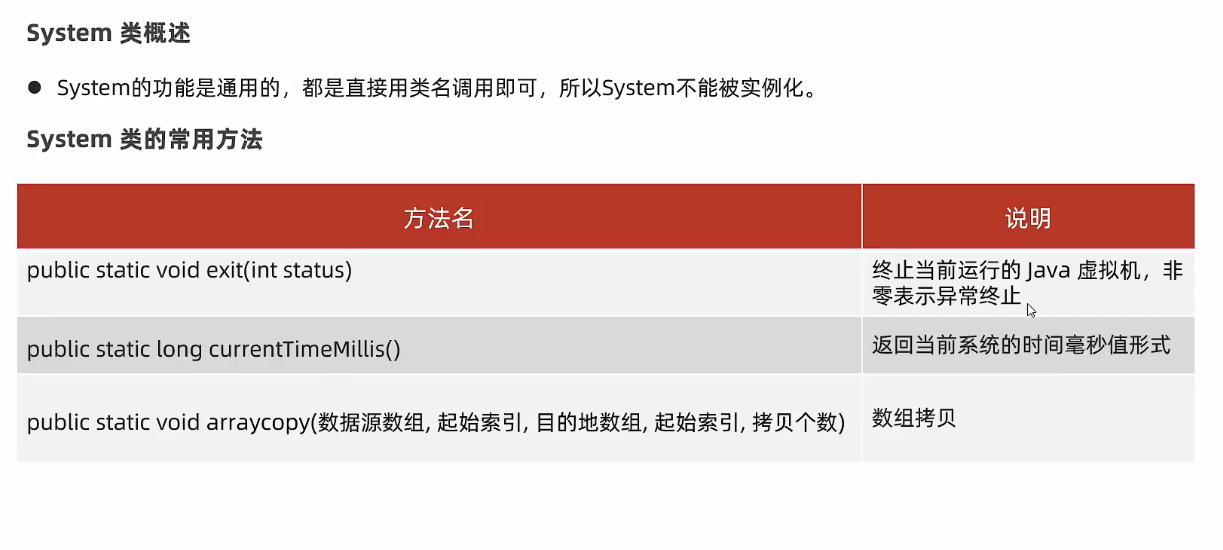 System 类概述
● System的功能是通用的，都是直接用类名调用即可，所以System不能被实例化。
System 类的常用方法
方法名
说明
public static void exit(int status)
终止当前运行的 Java 虚拟机，非
零表示异常终止
public static long currentTimeMillis()
返回当前系统的时间毫秒值形式
public static void arraycopy(数据源数组, 起始索引, 目的地数组, 起始索引, 拷贝个数)
数组拷贝